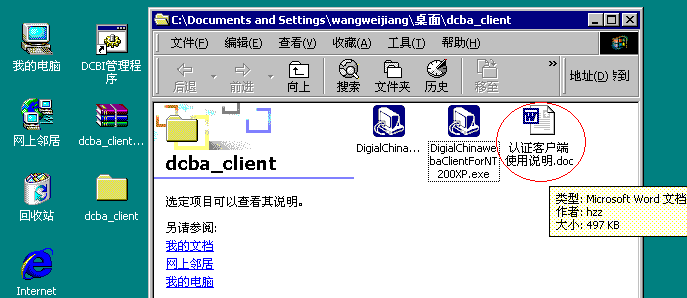 C:\Documents and Settings\wangweijiang\桌面\dcba_client
文件(F) 编辑(E) 查看(V) 收藏(A) 工具(T) 帮助(H)
后退 前进 向上 搜索 文件夹 历史 移至 » 地址(D) 转到
我的电脑
DCBI管理程
序
网上邻居
dcba_client...
回收站
dcba_client
Internet
dcba_client
选定项目可以查看其说明。
另请参阅:
我的文档
网上邻居
我的电脑
DigialChina...
DigialChinawe
baClientForNT
200XP.exe
认证客户端
使用说明.doc
类型: Microsoft Word 文档
作者: hzz
大小: 497 KB